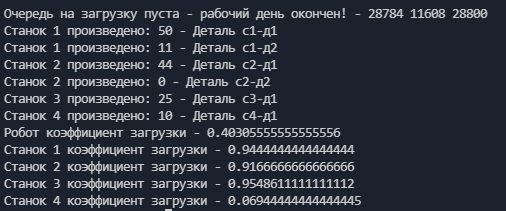 Очередь на загрузку пуста - рабочий день окончен! - 28784 11608 28800
Станок 1 произведено: 50 - Деталь с1-д1
Станок 1 произведено: 11 - Деталь с1-д2
Станок 2 произведено: 44 - Деталь с2-д1
Станок 2 произведено: 0 - Деталь с2-д2
Станок 3 произведено: 25 - Деталь с3-д1
Станок 4 произведено: 10 - Деталь с4-д1
Робот коэффициент загрузки - 0.40305555555555556
Станок 1 коэффициент загрузки - 0.9444444444444444
Станок 2 коэффициент загрузки - 0.9166666666666666
Станок 3 коэффициент загрузки - 0.9548611111111112
Станок 4 коэффициент загрузки - 0.06944444444444445